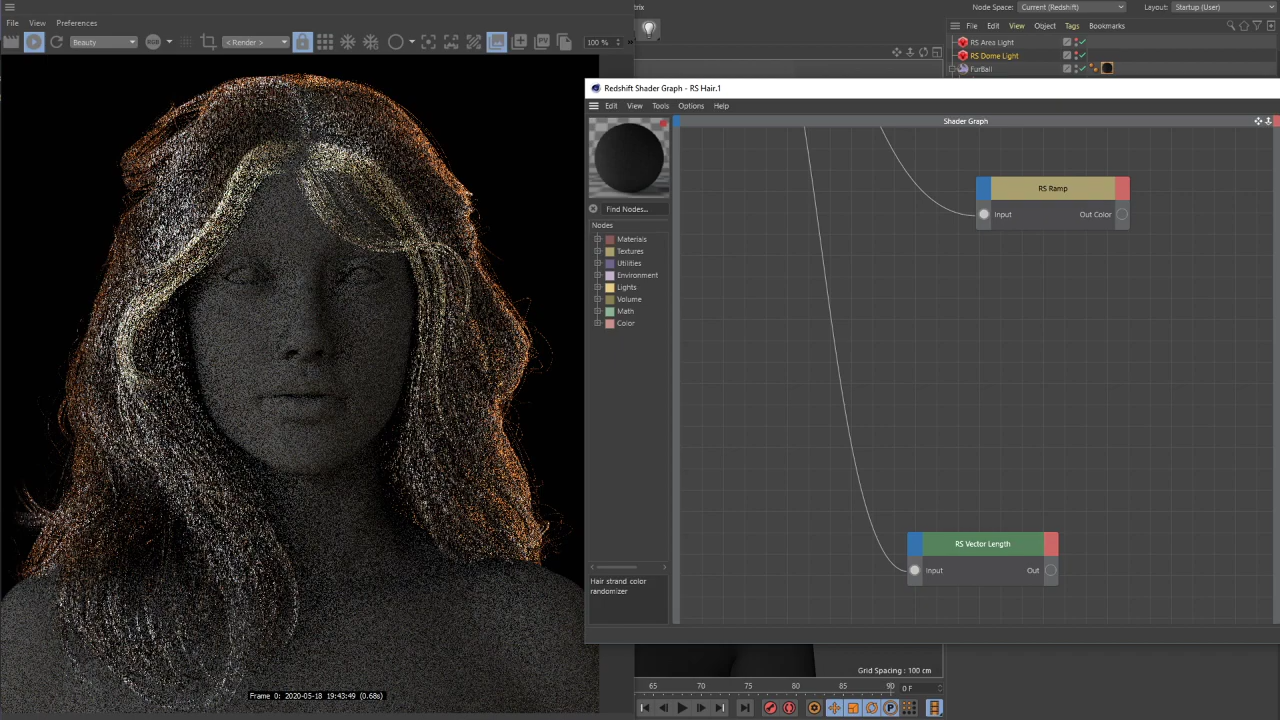 trix
Node Space:
Current (Redshift)
Layout:
Startup (User)
File View Preferences
File Edit View Object Tags Bookmarks
Beauty
RGB
< Render >
100 %
RS Area Light
RS Dome Light
FurBall
Redshift Shader Graph - RS Hair.1
Edit View Tools Options Help
Shader Graph
Find Nodes...
Nodes
Materials
Textures
Utilities
Environment
Lights
Volume
Math
Color
RS Ramp
Input Out Color
RS Vector Length
Input Out
Hair strand color
randomizer
Grid Spacing : 100 cm
Frame 0: 2020-05-18 19:43:49 (0.68s)
65 70 75 80 85 90
0 F
P